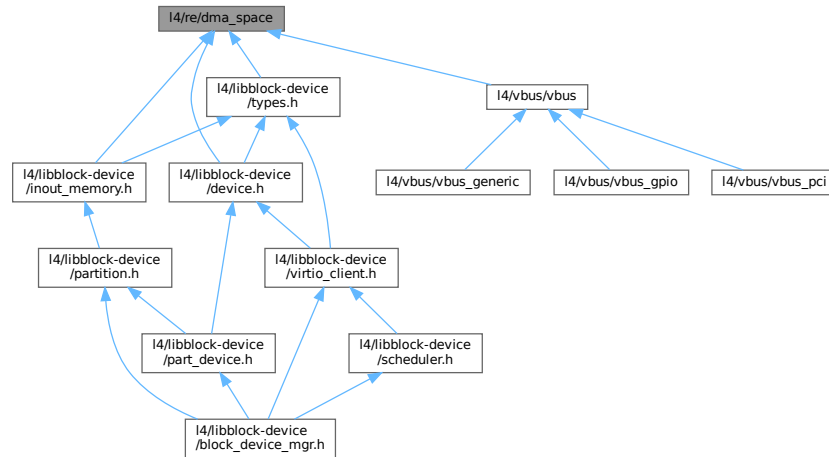 l4/re/dma_space
l4/libblock-device
/types.h
l4/vbus/vbus
l4/libblock-device
/inout_memory.h
l4/libblock-device
/device.h
l4/vbus/vbus_generic
l4/vbus/vbus_gpio
l4/vbus/vbus_pci
l4/libblock-device
/partition.h
l4/libblock-device
/virtio_client.h
l4/libblock-device
/part_device.h
l4/libblock-device
/scheduler.h
l4/libblock-device
/block_device_mgr.h